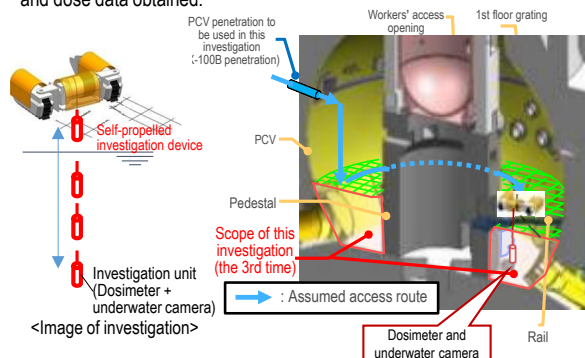 and dose data obtained.
PCV penetration to
be used in this
investigation
X-100B penetration)
Workers' access
opening
1st floor grating
Self-propelled
investigation device
PCV
Pedestal
Scope of this
investigation
(the 3rd time)
Investigation unit
(Dosimeter +
underwater camera)
<Image of investigation>
: Assumed access route
Dosimeter and
underwater camera
Rail